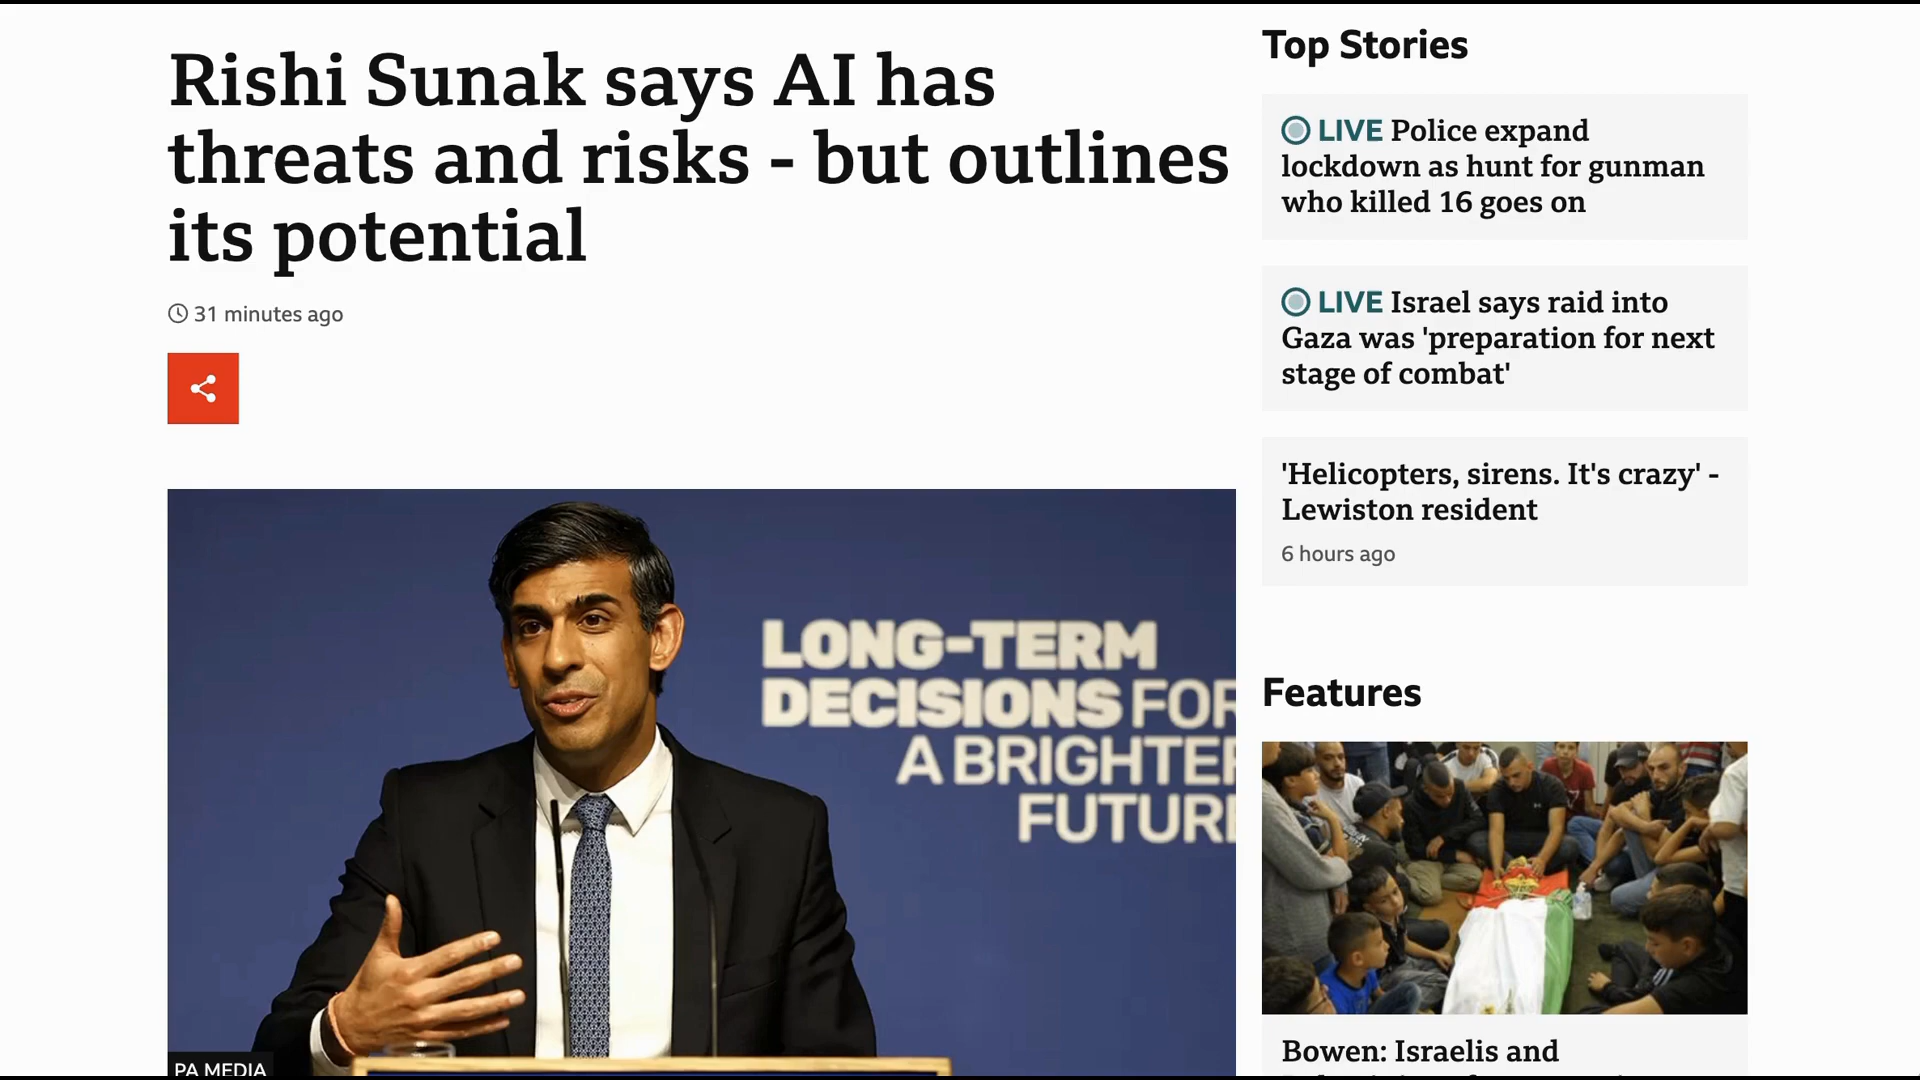 Rishi Sunak says AI has
threats and risks - but outlines
its potential
31 minutes ago
LONG-TERM
DECISIONS FOR
A BRIGHTER
FUTURE
PA MEDIA
Top Stories
LIVE Police expand
lockdown as hunt for gunman
who killed 16 goes on
LIVE Israel says raid into
Gaza was 'preparation for next
stage of combat'
'Helicopters, sirens. It's crazy' -
Lewiston resident
6 hours ago
Features
Bowen: Israelis and